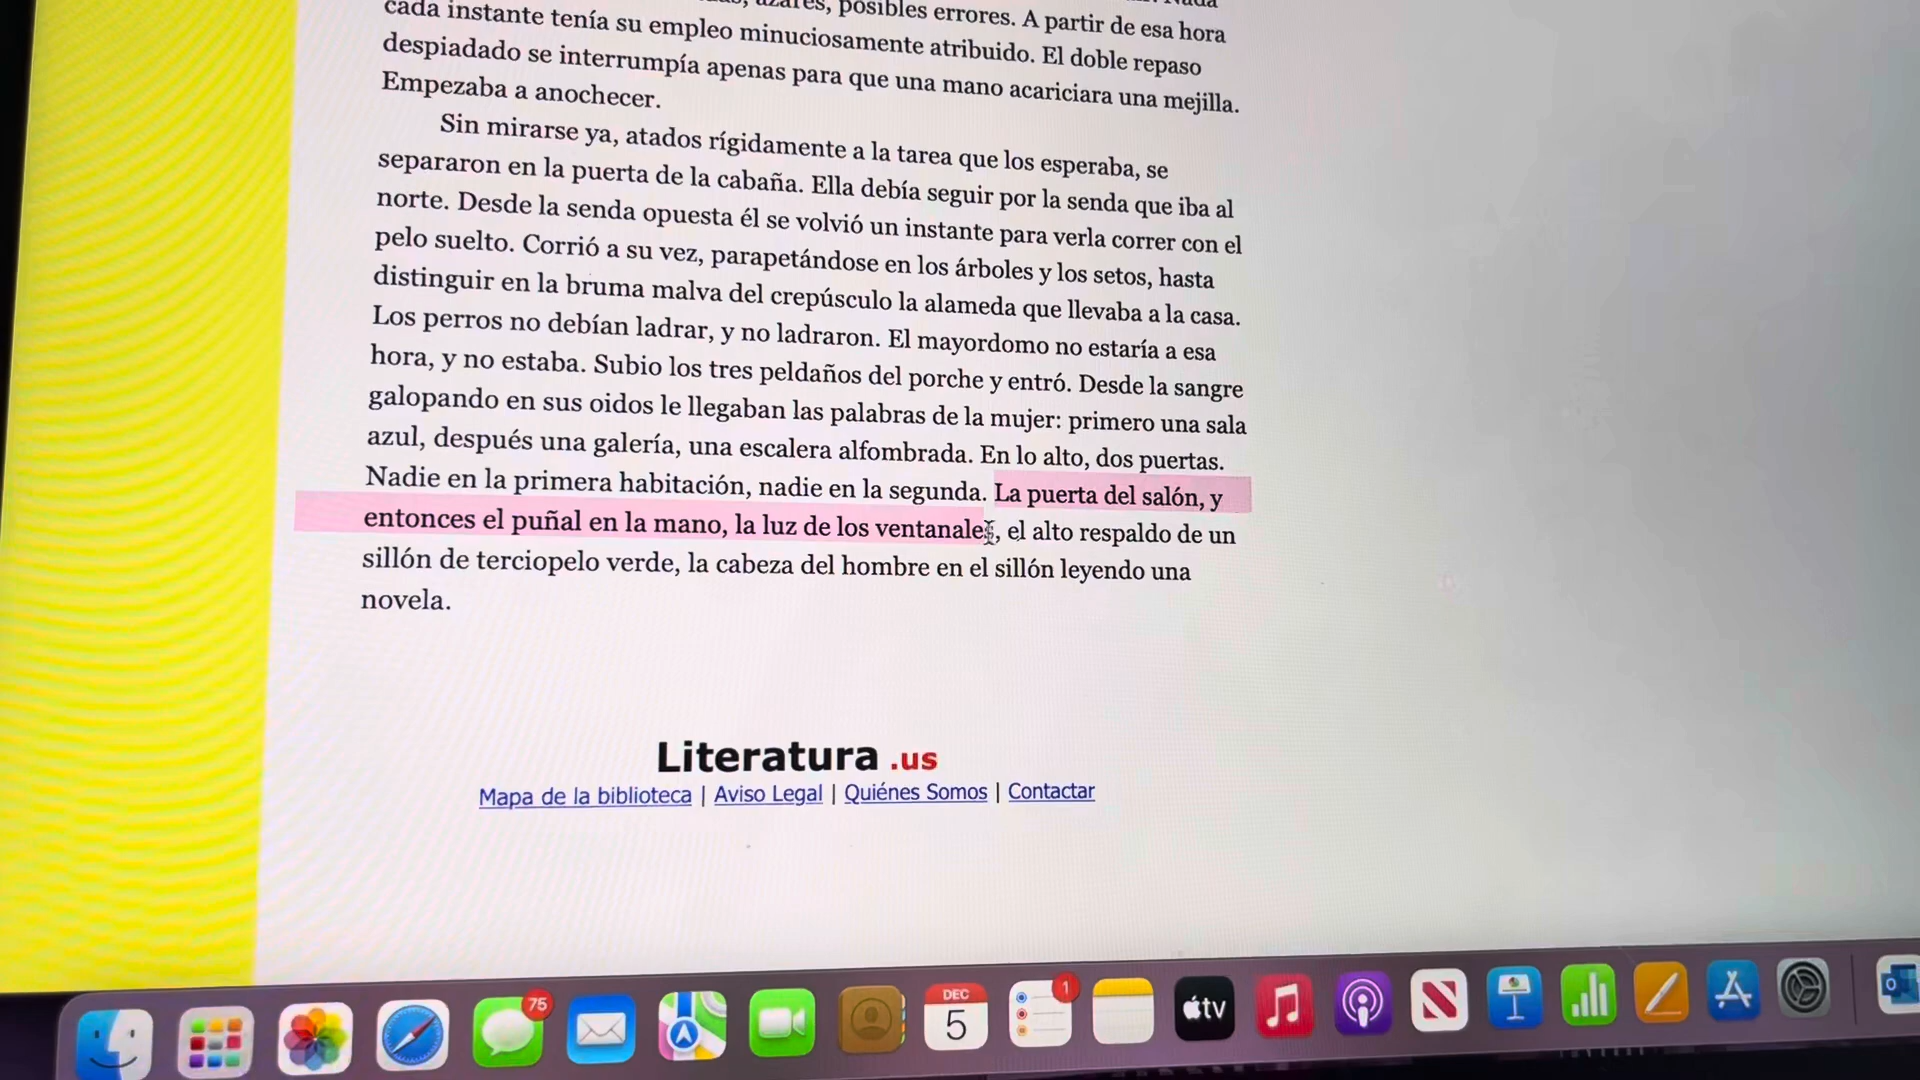 posibles errores. A partir de esa hora
cada instante tenía su empleo minuciosamente atribuido. El doble repaso
despiadado se interrumpía apenas para que una mano acariciara una mejilla.
Empezaba a anochecer.
Sin mirarse ya, atados rígidamente a la tarea que los esperaba, se
separaron en la puerta de la cabaña. Ella debía seguir por la senda que iba al
norte. Desde la senda opuesta él se volvió un instante para verla correr con el
pelo suelto. Corrió a su vez, parapetándose en los árboles y los setos, hasta
distinguir en la bruma malva del crepúsculo la alameda que llevaba a la casa.
Los perros no debían ladrar, y no ladraron. El mayordomo no estaría a esa
hora, y no estaba. Subio los tres peldaños del porche y entró. Desde la sangre
galopando en sus oidos le llegaban las palabras de la mujer: primero una sala
azul, después una galería, una escalera alfombrada. En lo alto, dos puertas.
Nadie en la primera habitación, nadie en la segunda. La puerta del salón, y
entonces el puñal en la mano, la luz de los ventanales, el alto respaldo de un
sillón de terciopelo verde, la cabeza del hombre en el sillón leyendo una
novela.
Literatura .us
Mapa de la biblioteca | Aviso Legal | Quiénes Somos | Contactar
75
DEC
5
1
tv